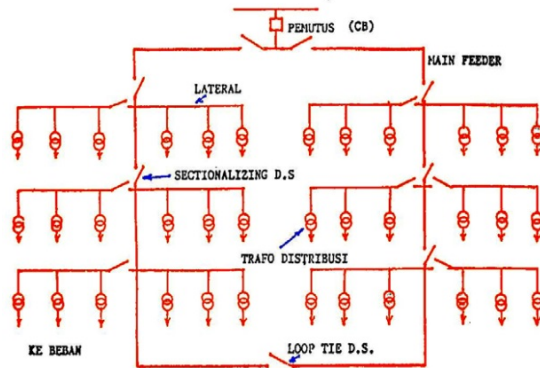 PEMUTUS (CB)
MAIN FEEDER
LATERAL
SECTIONALIZING D.S
TRAFO DISTRIBUSI
KE BEBAN
LOOP TIE D.S.